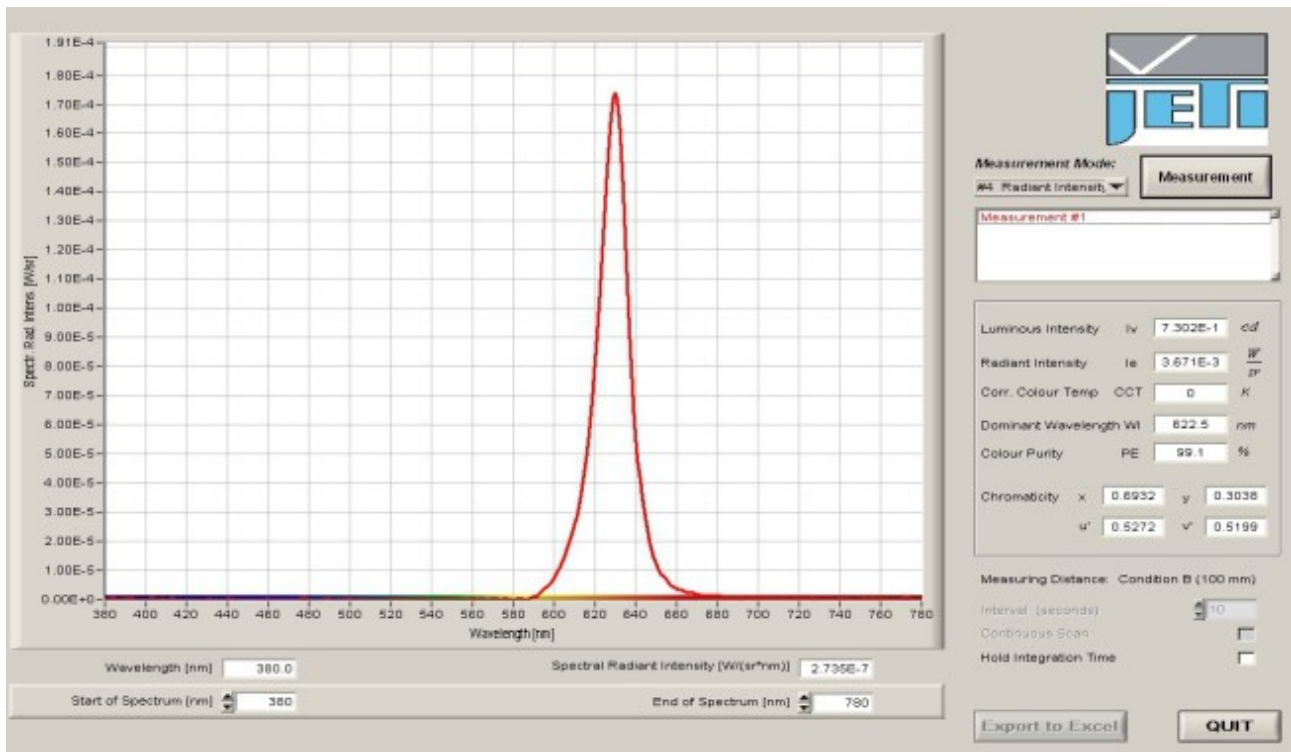 1.91E-4
1.80E-4
1.70E-4
1.60E-4
1.50E-4
1.40E-4
1.30E-4
1.20E-4
1.10E-4
1.00E-4
9.00E-5
8.00E-5
7.00E-5
6.00E-5
5.00E-5
4.00E-5
3.00E-5
2.00E-5
1.00E-5
0.00E+0
Spectr. Rad. Intens. [W/sr]
380 400 420 440 460 480 500 520 540 560 580 600 620 640 660 680 700 720 740 760 780
Wavelength [nm]
Wavelength [nm] 380.0 Spectral Radiant Intensity [W/(sr*nm)] 2.735E-7
Start of Spectrum [nm] 380 End of Spectrum [nm] 780
JETI
Measurement Mode:
#4 Radiant Intensit
Measurement
Measurement #1
Luminous Intensity Iv 7.302E-1 cd
Radiant Intensity Ie 3.671E-3 W/sr
Corr. Colour Temp CCT 0 K
Dominant Wavelength Wl 622.5 nm
Colour Purity PE 99.1 %
Chromaticity x 0.6932 y 0.3038
u' 0.5272 v' 0.5199
Measuring Distance: Condition B (100 mm)
Interval (seconds) 10
Continuous Scan
Hold Integration Time
Export to Excel QUIT